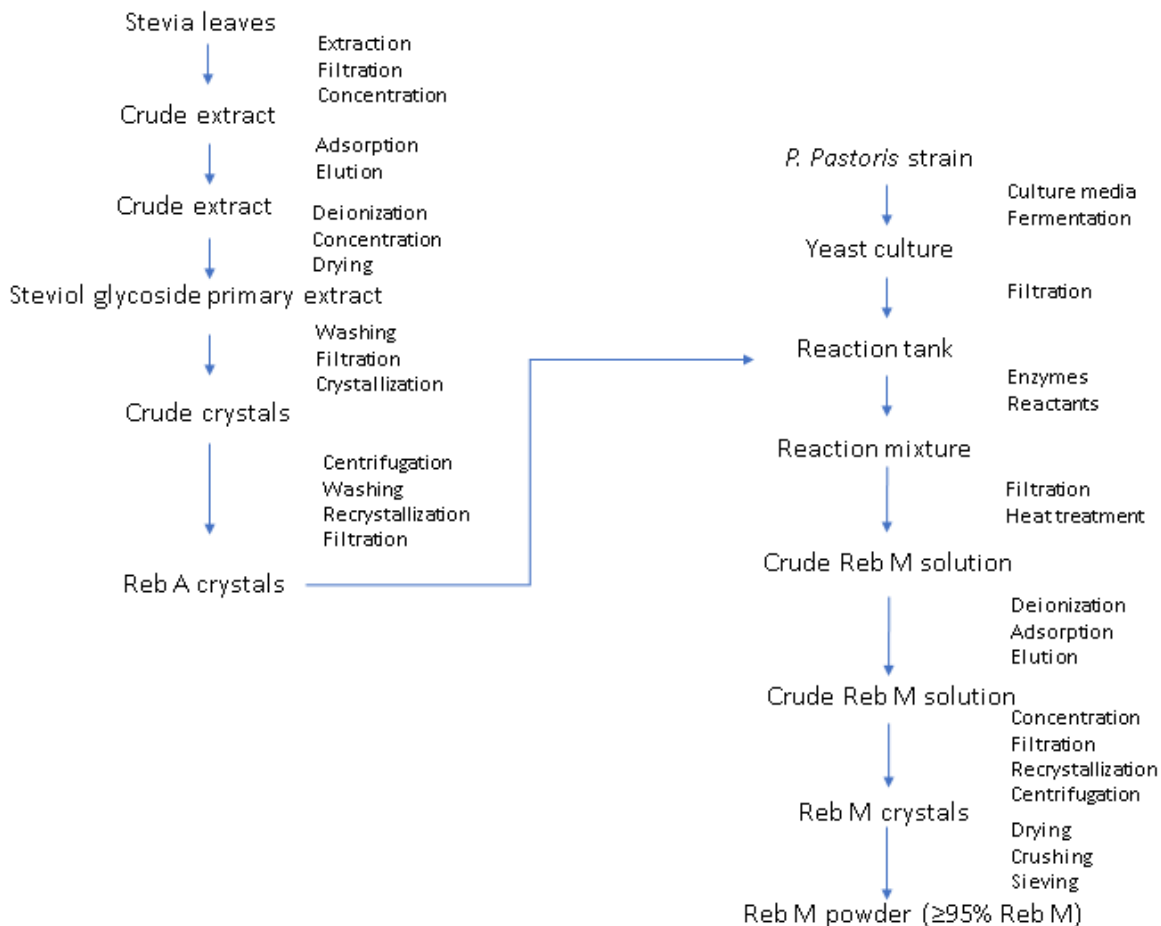 Stevia leaves
Extraction
Filtration
Concentration
Crude extract
Adsorption
Elution
Crude extract
Deionization
Concentration
Drying
Steviol glycoside primary extract
Washing
Filtration
Crystallization
Crude crystals
Centrifugation
Washing
Recrystallization
Filtration
Reb A crystals
P. Pastoris strain
Culture media
Fermentation
Yeast culture
Filtration
Reaction tank
Enzymes
Reactants
Reaction mixture
Filtration
Heat treatment
Crude Reb M solution
Deionization
Adsorption
Elution
Crude Reb M solution
Concentration
Filtration
Recrystallization
Centrifugation
Reb M crystals
Drying
Crushing
Sieving
Reb M powder (≥95% Reb M)